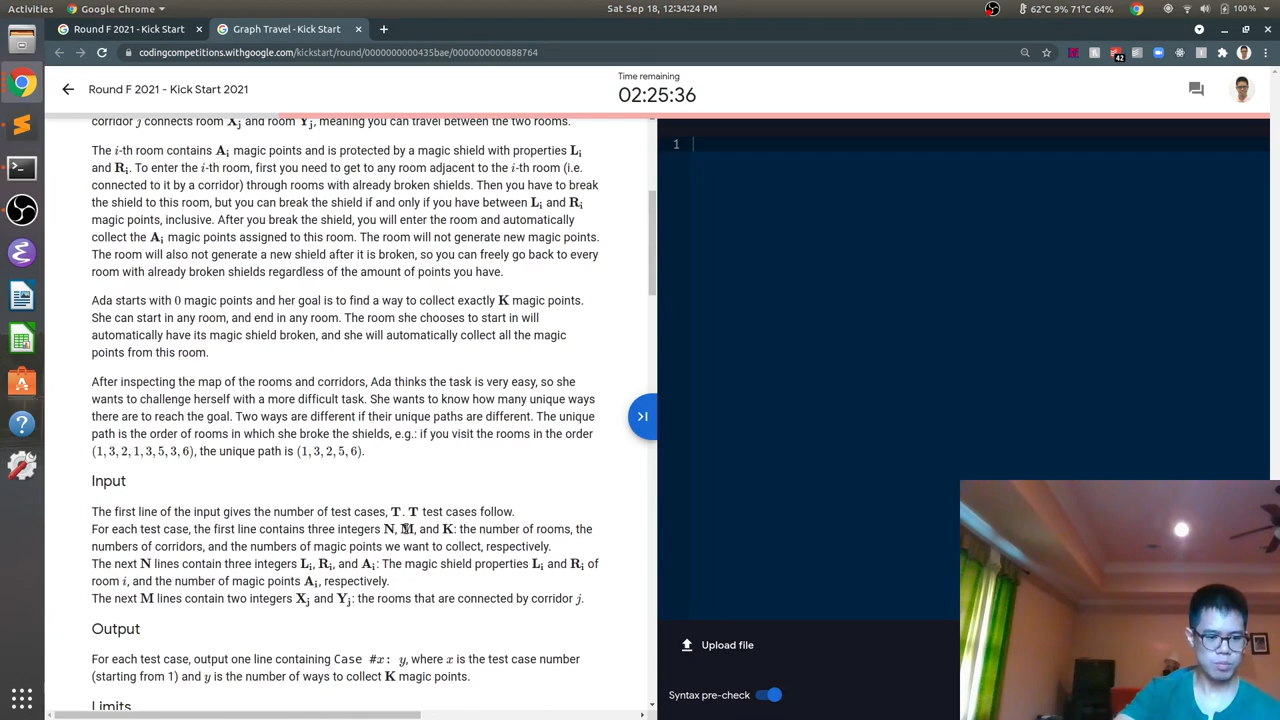 Activities
Google Chrome
Sat Sep 18, 12:34:24 PM
62°C 9% 71°C 64%
100 %
Round F 2021 - Kick Start
Graph Travel - Kick Start
codingcompetitions.withgoogle.com/kickstart/round/0000000000435bae/0000000000888764
42
Round F 2021 - Kick Start 2021
Time remaining
02:25:36
corridor j connects room Xj and room Yj, meaning you can travel between the two rooms.
The i-th room contains Ai magic points and is protected by a magic shield with properties Li
and Ri. To enter the i-th room, first you need to get to any room adjacent to the i-th room (i.e.
connected to it by a corridor) through rooms with already broken shields. Then you have to break
the shield to this room, but you can break the shield if and only if you have between Li and Ri
magic points, inclusive. After you break the shield, you will enter the room and automatically
collect the Ai magic points assigned to this room. The room will not generate new magic points.
The room will also not generate a new shield after it is broken, so you can freely go back to every
room with already broken shields regardless of the amount of points you have.
Ada starts with 0 magic points and her goal is to find a way to collect exactly K magic points.
She can start in any room, and end in any room. The room she chooses to start in will
automatically have its magic shield broken, and she will automatically collect all the magic
points from this room.
After inspecting the map of the rooms and corridors, Ada thinks the task is very easy, so she
wants to challenge herself with a more difficult task. She wants to know how many unique ways
there are to reach the goal. Two ways are different if their unique paths are different. The unique
path is the order of rooms in which she broke the shields, e.g.: if you visit the rooms in the order
(1, 3, 2, 1, 3, 5, 3, 6), the unique path is (1, 3, 2, 5, 6).
Input
The first line of the input gives the number of test cases, T. T test cases follow.
For each test case, the first line contains three integers N, M, and K: the number of rooms, the
numbers of corridors, and the numbers of magic points we want to collect, respectively.
The next N lines contain three integers Li, Ri, and Ai: The magic shield properties Li and Ri of
room i, and the number of magic points Ai, respectively.
The next M lines contain two integers Xj and Yj: the rooms that are connected by corridor j.
Output
For each test case, output one line containing Case #x: y, where x is the test case number
(starting from 1) and y is the number of ways to collect K magic points.
Limits
1
Upload file
Syntax pre-check